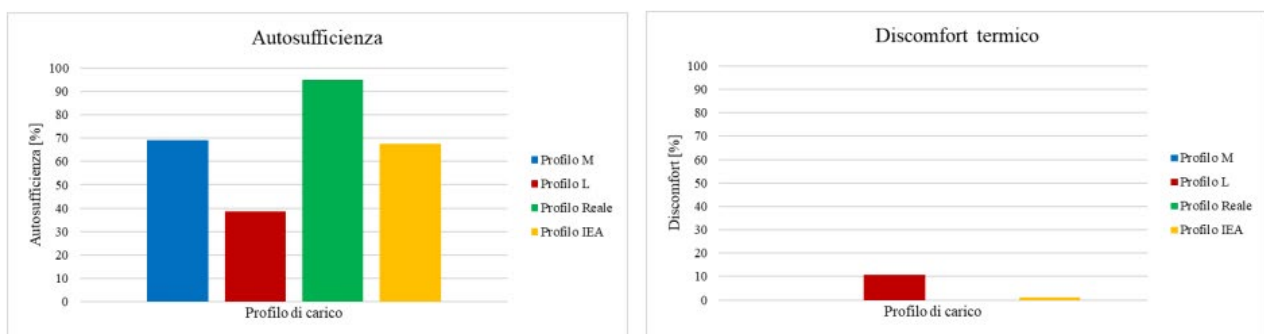 Autosufficienza
Autosufficienza [%]
100
90
80
70
60
50
40
30
20
10
0
Profilo di carico
Profilo M
Profilo L
Profilo Reale
Profilo IEA
Discomfort termico
Discomfort [%]
100
90
80
70
60
50
40
30
20
10
0
Profilo di carico
Profilo M
Profilo L
Profilo Reale
Profilo IEA